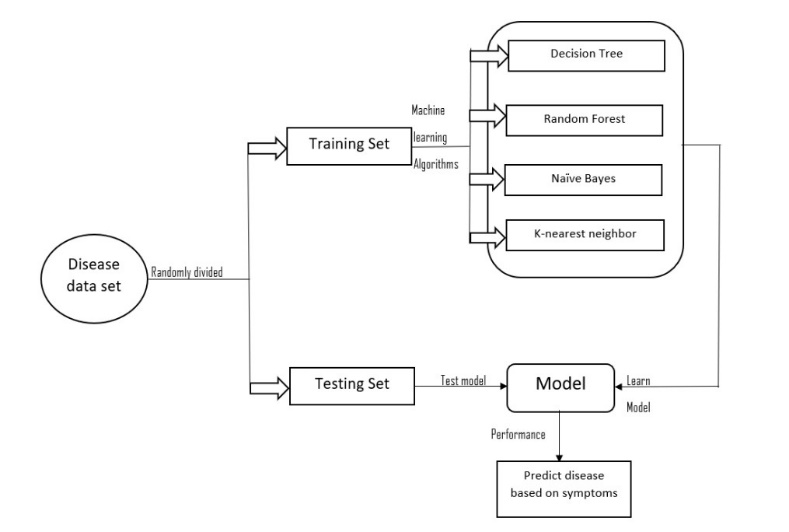 Decision Tree
Machine
Random Forest
learning
Training Set
Algorithms
Naïve Bayes
K-nearest neighbor
Disease
data set
Randomly divided
Testing Set
Test model
Model
Learn
Model
Performance
Predict disease
based on symptoms